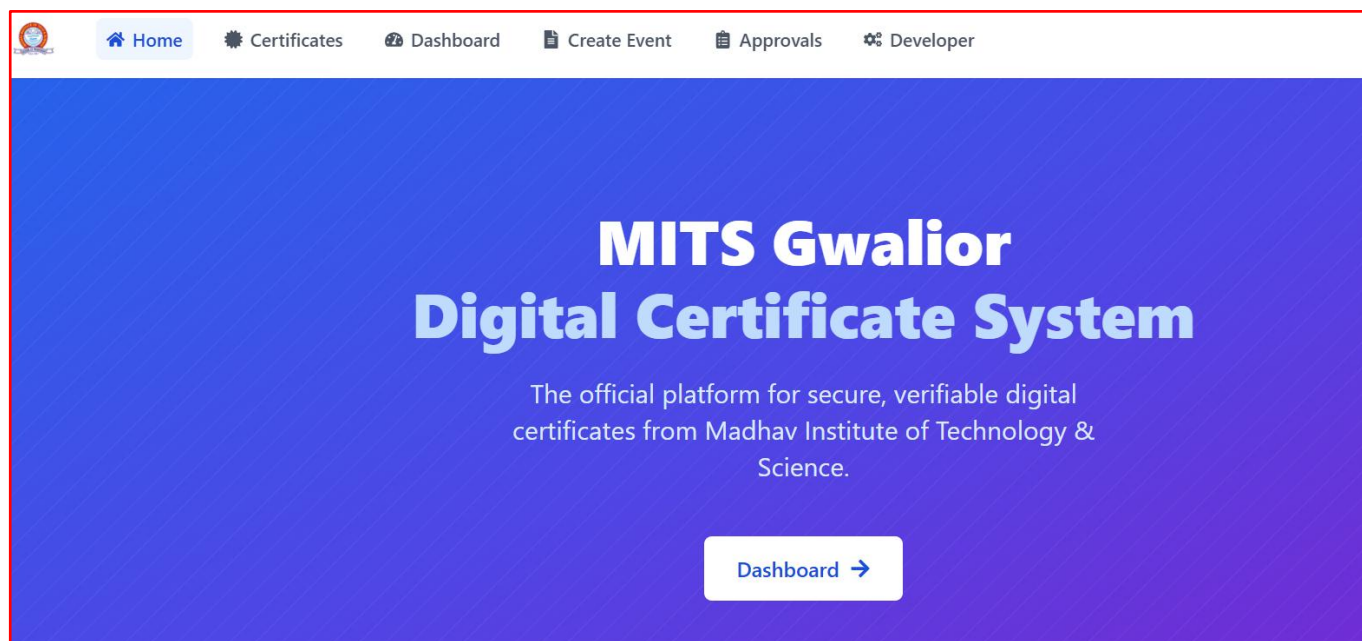 Home Certificates Dashboard Create Event Approvals Developer
MITS Gwalior
Digital Certificate System
The official platform for secure, verifiable digital
certificates from Madhav Institute of Technology &
Science.
Dashboard →